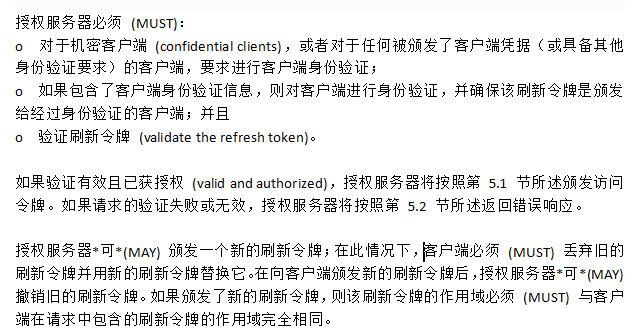 授权服务器必须 (MUST)：
o 对于机密客户端 (confidential clients)，或者对于任何被颁发了客户端凭据（或具备其他
身份验证要求）的客户端，要求进行客户端身份验证；
o 如果包含了客户端身份验证信息，则对客户端进行身份验证，并确保该刷新令牌是颁发
给经过身份验证的客户端；并且
o 验证刷新令牌 (validate the refresh token)。
如果验证有效且已获授权 (valid and authorized)，授权服务器将按照第 5.1 节所述颁发访问
令牌。如果请求的验证失败或无效，授权服务器将按照第 5.2 节所述返回错误响应。
授权服务器*可*(MAY) 颁发一个新的刷新令牌；在此情况下，客户端必须 (MUST) 丢弃旧的
刷新令牌并用新的刷新令牌替换它。在向客户端颁发新的刷新令牌后，授权服务器*可*(MAY)
撤销旧的刷新令牌。如果颁发了新的刷新令牌，则该刷新令牌的作用域必须 (MUST) 与客户
端在请求中包含的刷新令牌的作用域完全相同。